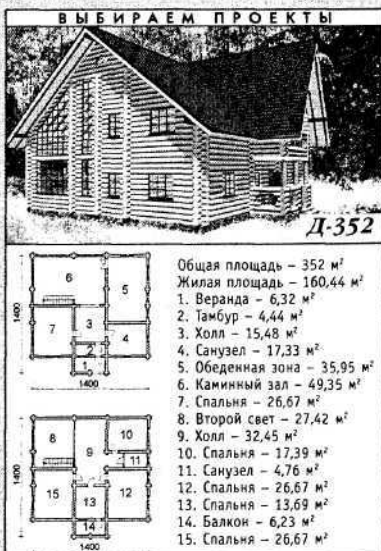 ВЫБИРАЕМ ПРОЕКТЫ
Д-352
Общая площадь – 352 м²
Жилая площадь – 160,44 м²
1. Веранда – 6,32 м²
2. Тамбур – 4,44 м²
3. Холл – 15,48 м²
4. Санузел – 17,33 м²
5. Обеденная зона – 35,95 м²
6. Каминный зал – 49,35 м²
7. Спальня – 26,67 м²
8. Второй свет – 27,42 м²
9. Холл – 32,45 м²
10. Спальня – 17,39 м²
11. Санузел – 4,76 м²
12. Спальня – 26,67 м²
13. Спальня – 13,69 м²
14. Балкон – 6,23 м²
15. Спальня – 26,67 м²
6
5
1400
7
3
4
2
1
1400
8
9
10
11
1400
15
13
12
14
1400